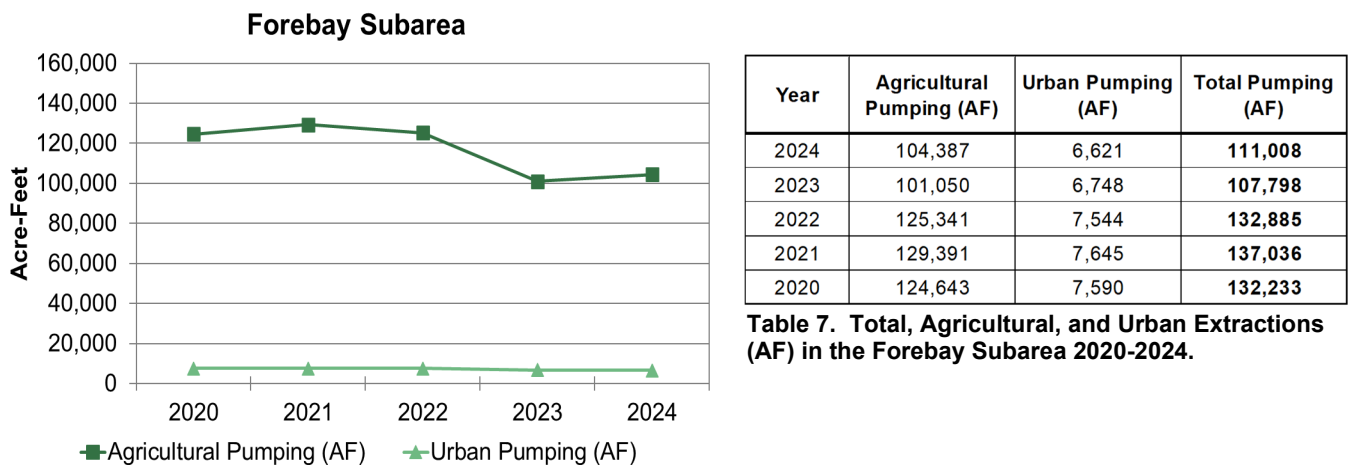 Forebay Subarea
Acre-Feet
160,000
140,000
120,000
100,000
80,000
60,000
40,000
20,000
0
2020 2021 2022 2023 2024
Agricultural Pumping (AF) Urban Pumping (AF)
Year Agricultural Pumping (AF) Urban Pumping (AF) Total Pumping (AF)
2024 104,387 6,621 111,008
2023 101,050 6,748 107,798
2022 125,341 7,544 132,885
2021 129,391 7,645 137,036
2020 124,643 7,590 132,233
Table 7. Total, Agricultural, and Urban Extractions
(AF) in the Forebay Subarea 2020-2024.